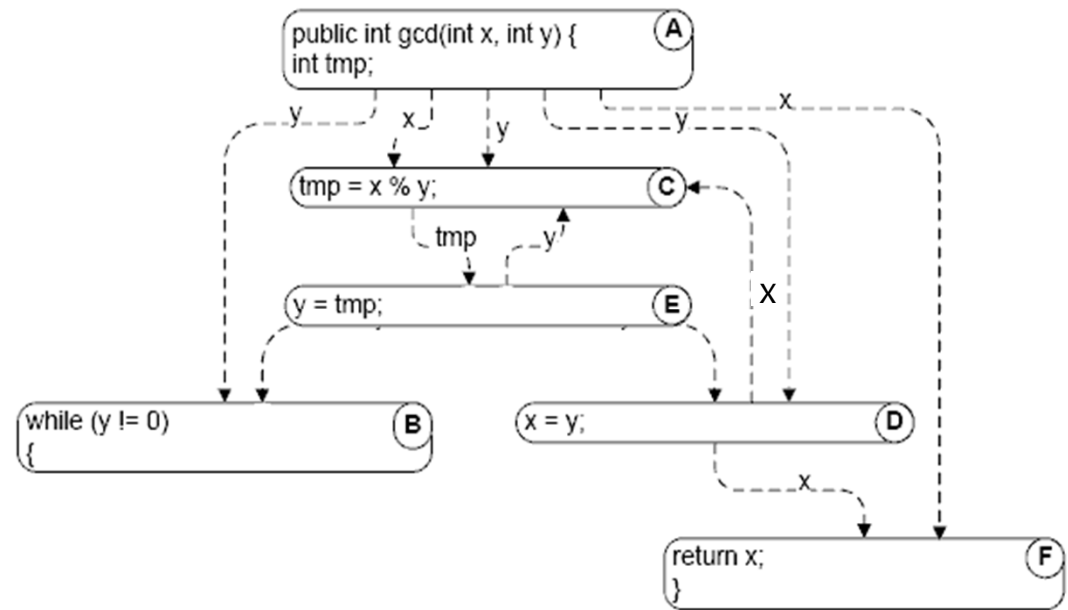 public int gcd(int x, int y) {
int tmp;
A
y
x
y
y
x
tmp = x % y;
C
tmp
y
x
y = tmp;
E
while (y != 0)
{
B
x = y;
D
x
return x;
}
F